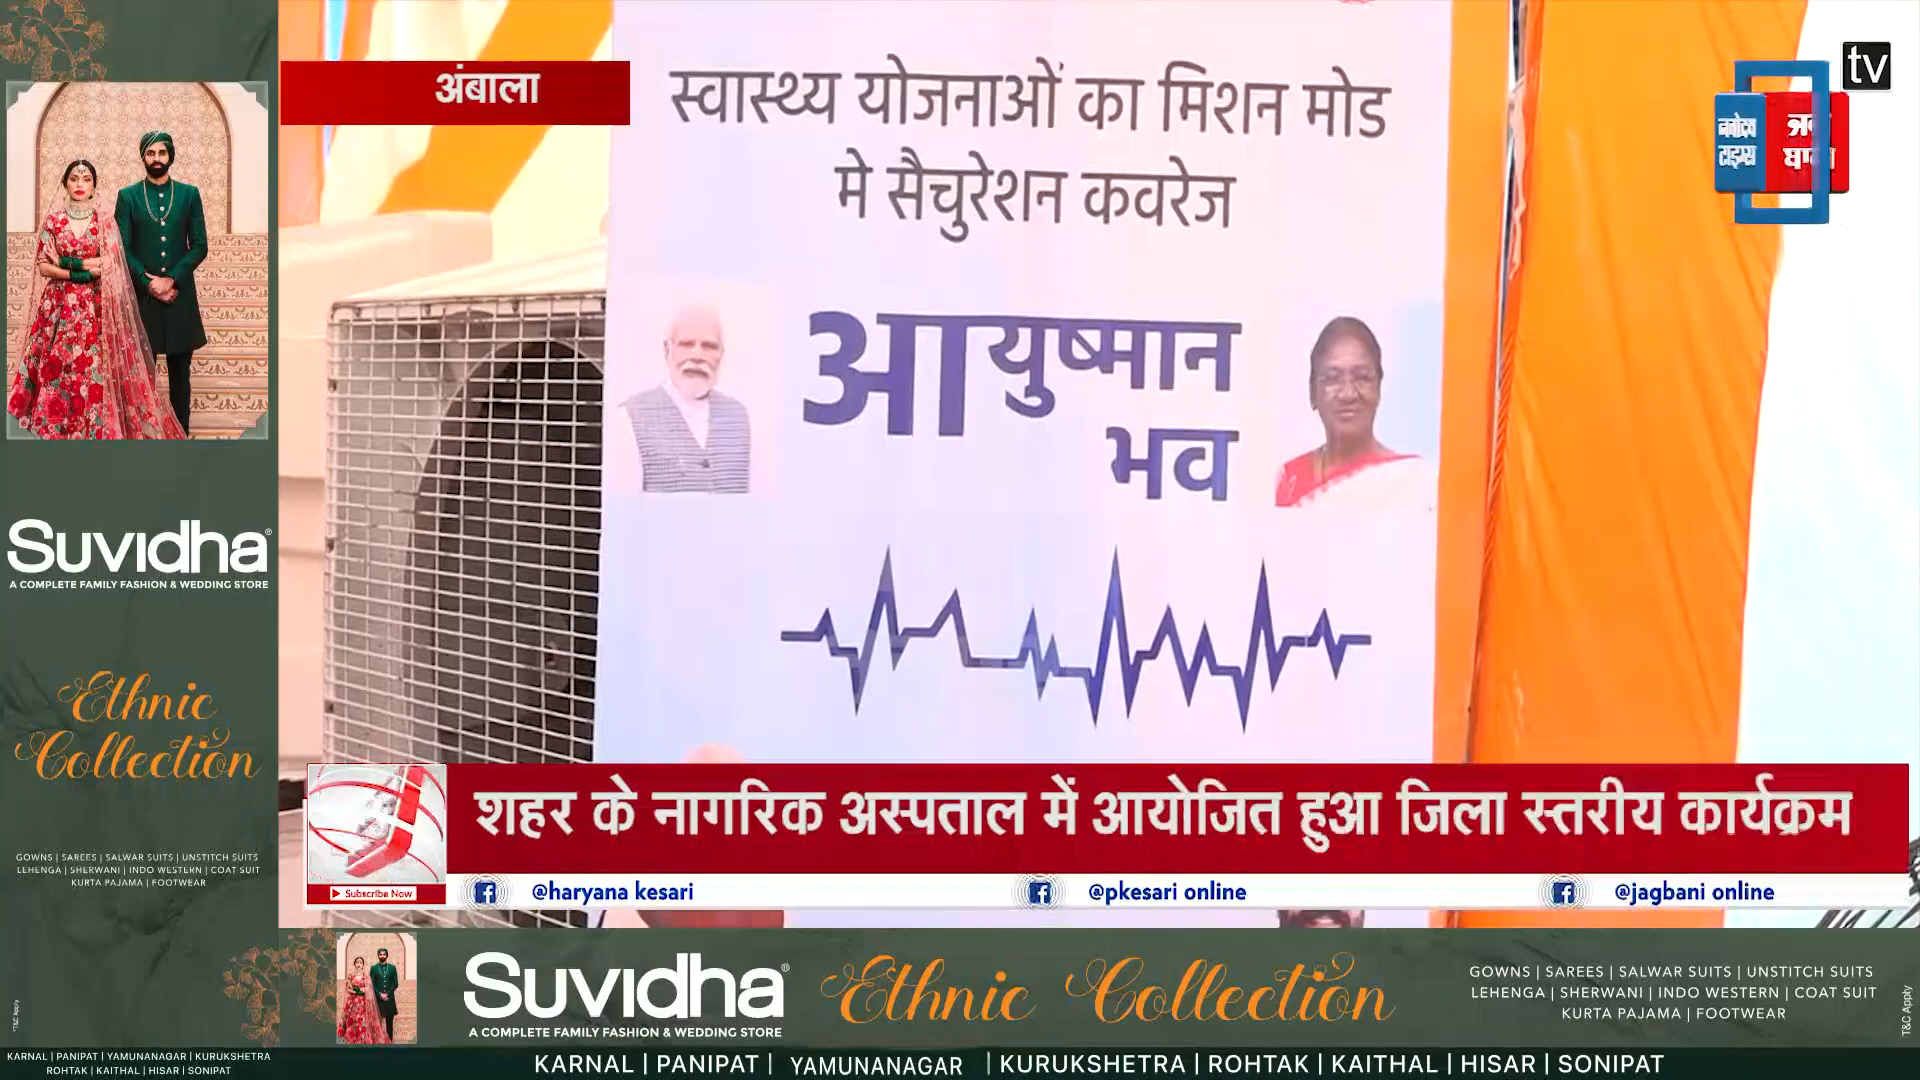 अंबाला
स्वास्थ्य योजनाओं का मिशन मोड
मे सैचुरेशन कवरेज
आयुष्मान
भव
tv
नवोदय
टाइम्स
शहर के नागरिक अस्पताल में आयोजित हुआ जिला स्तरीय कार्यक्रम
Subscribe Now
@haryana kesari
@pkesari online
@jagbani online
Suvidha
A COMPLETE FAMILY FASHION & WEDDING STORE
Ethnic
Collection
GOWNS | SAREES | SALWAR SUITS | UNSTITCH SUITS
LEHENGA | SHERWANI | INDO WESTERN | COAT SUIT
KURTA PAJAMA | FOOTWEAR
*T&C Apply
KARNAL | PANIPAT | YAMUNANAGAR | KURUKSHETRA
ROHTAK | KAITHAL | HISAR | SONIPAT
Suvidha
A COMPLETE FAMILY FASHION & WEDDING STORE
Ethnic Collection
GOWNS | SAREES | SALWAR SUITS | UNSTITCH SUITS
LEHENGA | SHERWANI | INDO WESTERN | COAT SUIT
KURTA PAJAMA | FOOTWEAR
*T&C Apply
KARNAL | PANIPAT | YAMUNANAGAR | KURUKSHETRA | ROHTAK | KAITHAL | HISAR | SONIPAT